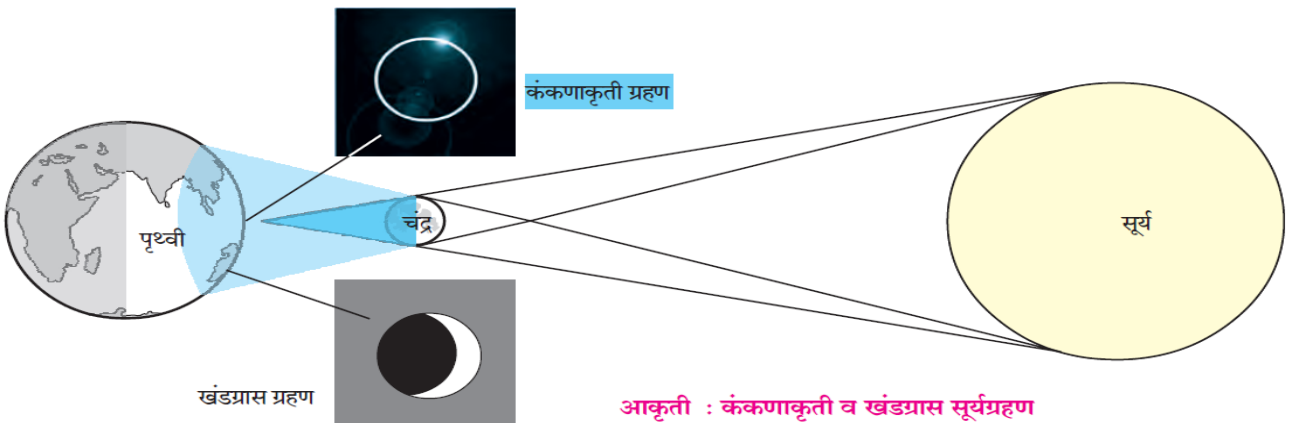 कंकणाकृती ग्रहण
पृथ्वी
चंद्र
सूर्य
खंडग्रास ग्रहण
आकृती : कंकणाकृती व खंडग्रास सूर्यग्रहण